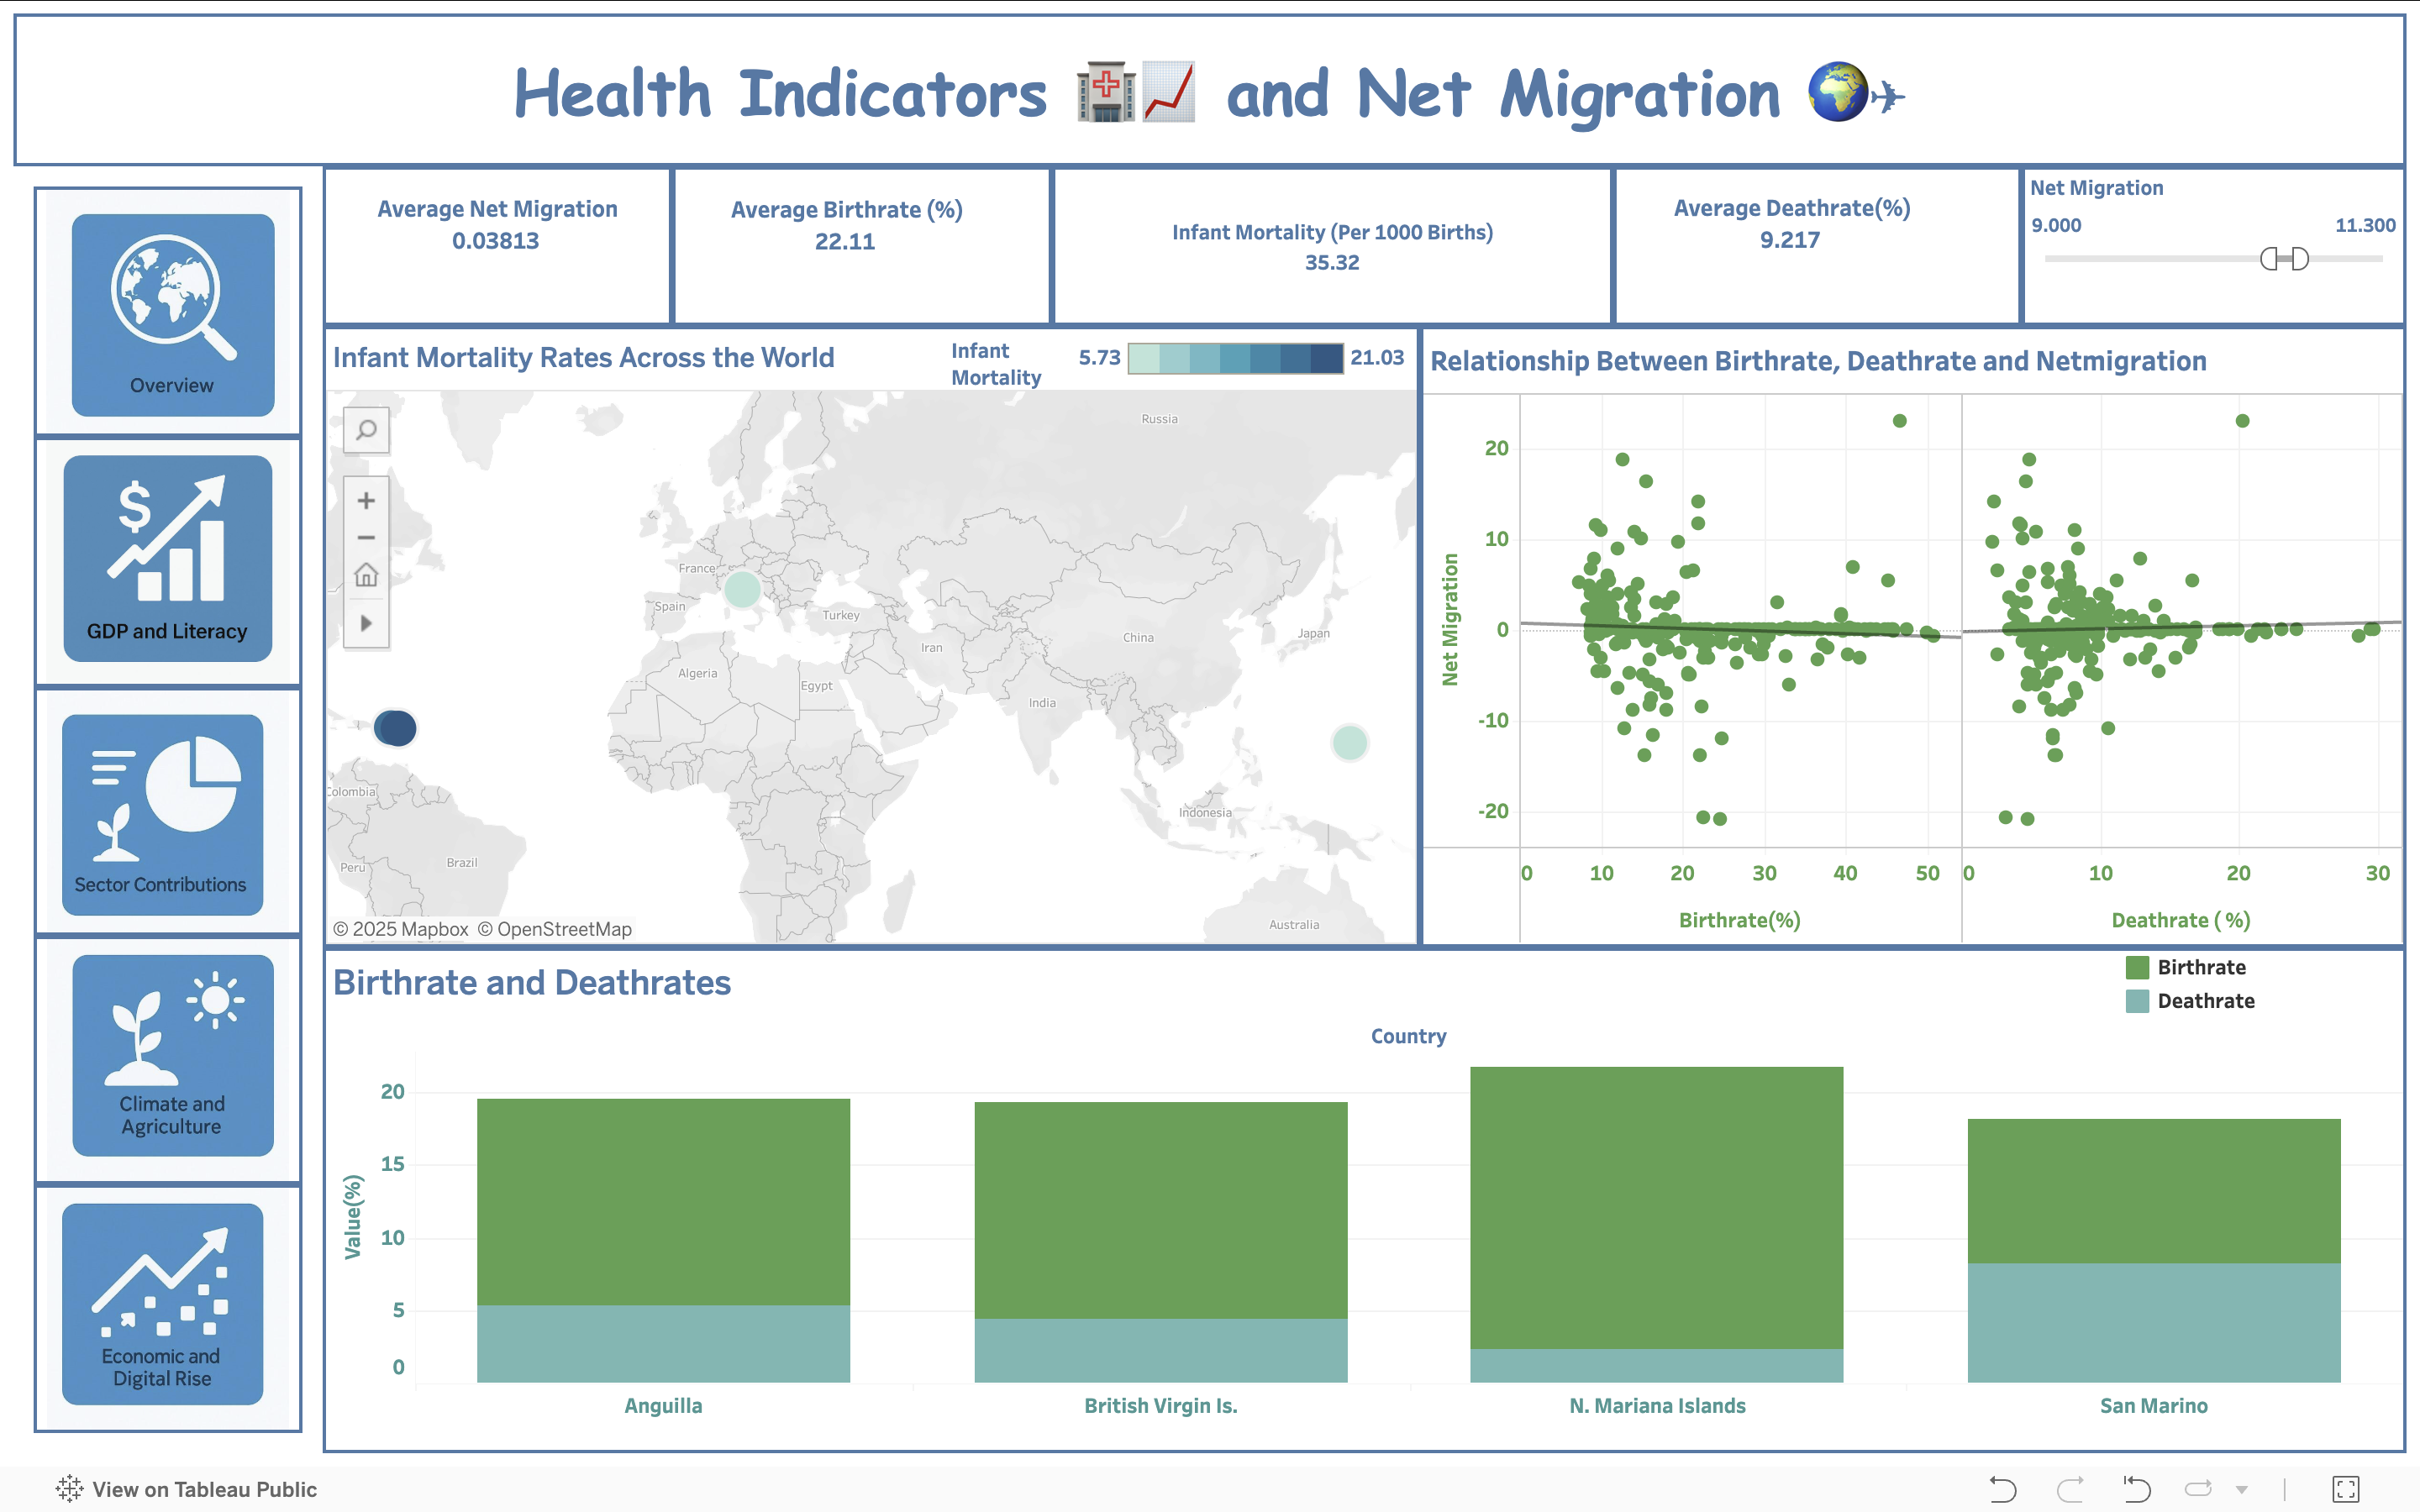 Health Indicators 🏥📈 and Net Migration 🌍✈
Overview
GDP and Literacy
Sector Contributions
Climate and
Agriculture
Economic and
Digital Rise
Average Net Migration
0.03813
Average Birthrate (%)
22.11
Infant Mortality (Per 1000 Births)
35.32
Average Deathrate(%)
9.217
Net Migration
9.000 11.300
Infant Mortality Rates Across the World
Infant
Mortality
5.73 21.03
Russia
France
Spain
Turkey
Algeria
Egypt
Iran
India
China
Japan
Colombia
Peru
Brazil
Indonesia
Australia
© 2025 Mapbox © OpenStreetMap
Relationship Between Birthrate, Deathrate and Netmigration
Net Migration
20
10
0
-10
-20
0 10 20 30 40 50 0 10 20 30
Birthrate(%) Deathrate ( %)
Birthrate and Deathrates
Birthrate
Deathrate
Country
Value(%)
20
15
10
5
0
Anguilla British Virgin Is. N. Mariana Islands San Marino
View on Tableau Public